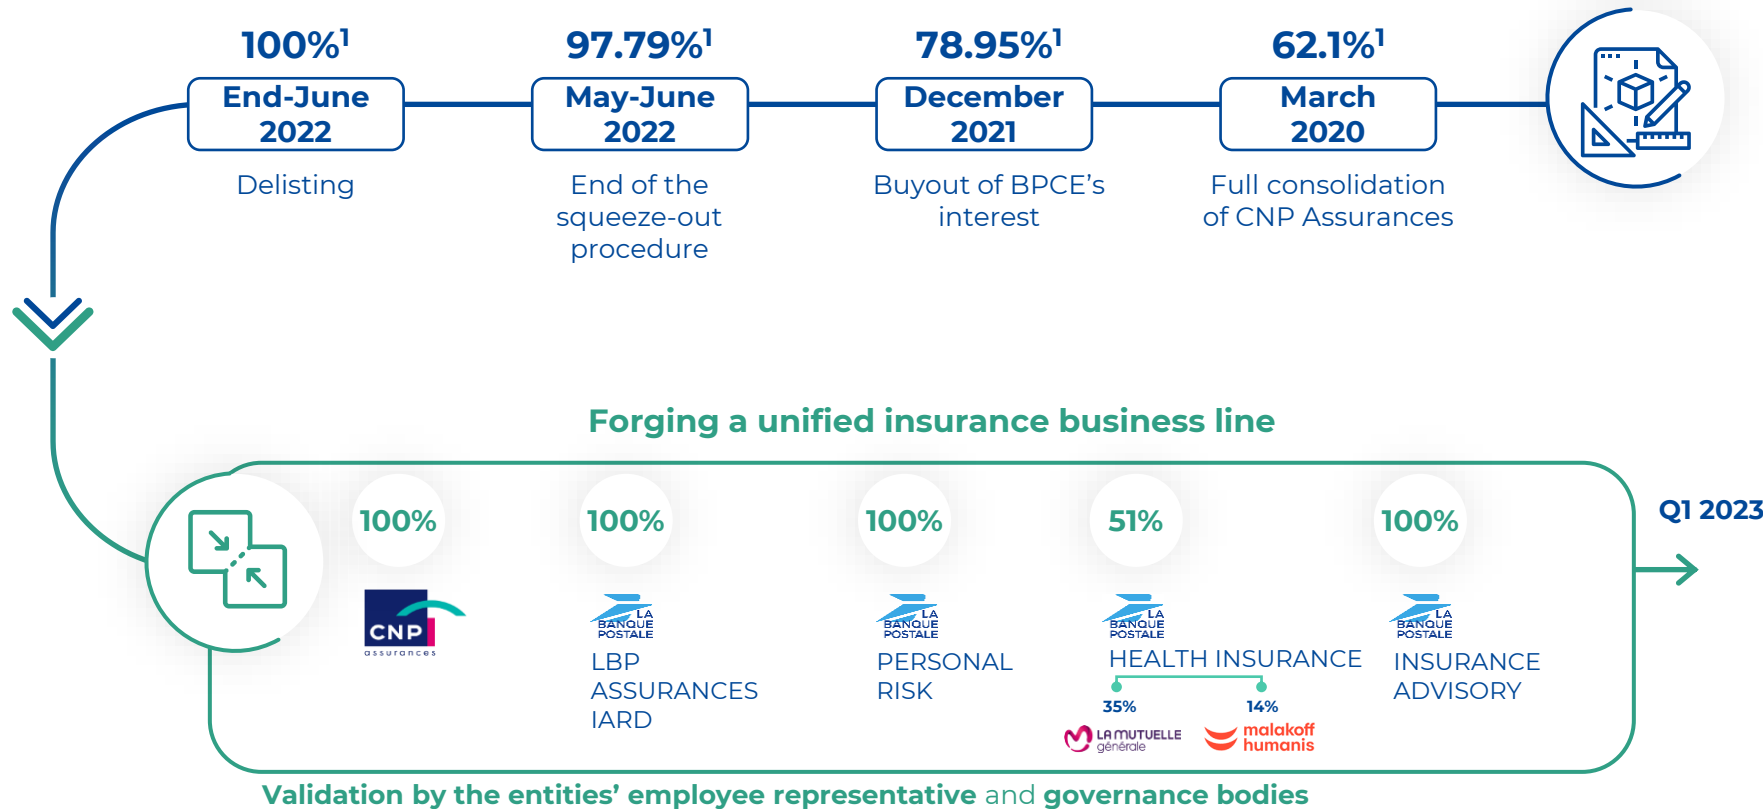 100%¹
End-June
2022
Delisting
97.79%¹
May-June
2022
End of the
squeeze-out
procedure
78.95%¹
December
2021
Buyout of BPCE’s
interest
62.1%¹
March
2020
Full consolidation
of CNP Assurances
Forging a unified insurance business line
100%
CNP
assurances
100%
LA
BANQUE
POSTALE
LBP
ASSURANCES
IARD
100%
LA
BANQUE
POSTALE
PERSONAL
RISK
51%
LA
BANQUE
POSTALE
HEALTH INSURANCE
35%
LA MUTUELLE
générale
14%
malakoff
humanis
100%
LA
BANQUE
POSTALE
INSURANCE
ADVISORY
Q1 2023
Validation by the entities’ employee representative and governance bodies